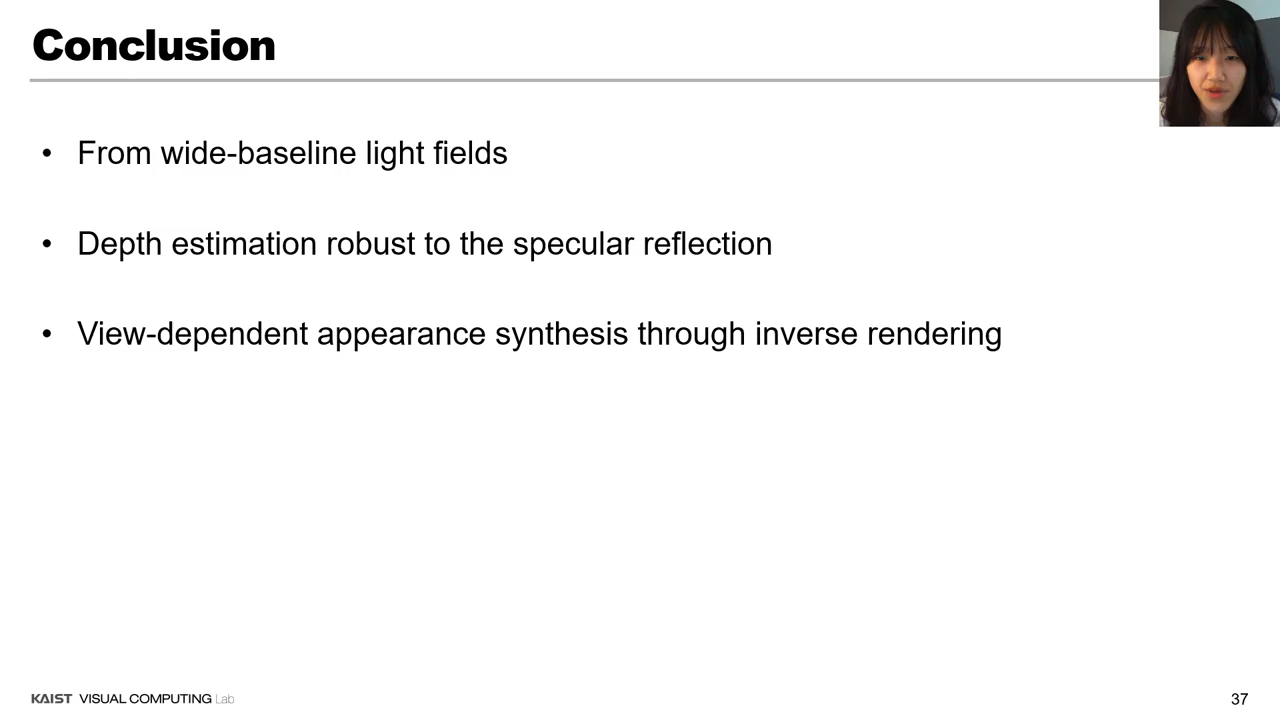 Conclusion
• From wide-baseline light fields
• Depth estimation robust to the specular reflection
• View-dependent appearance synthesis through inverse rendering
KAIST VISUAL COMPUTING Lab
37